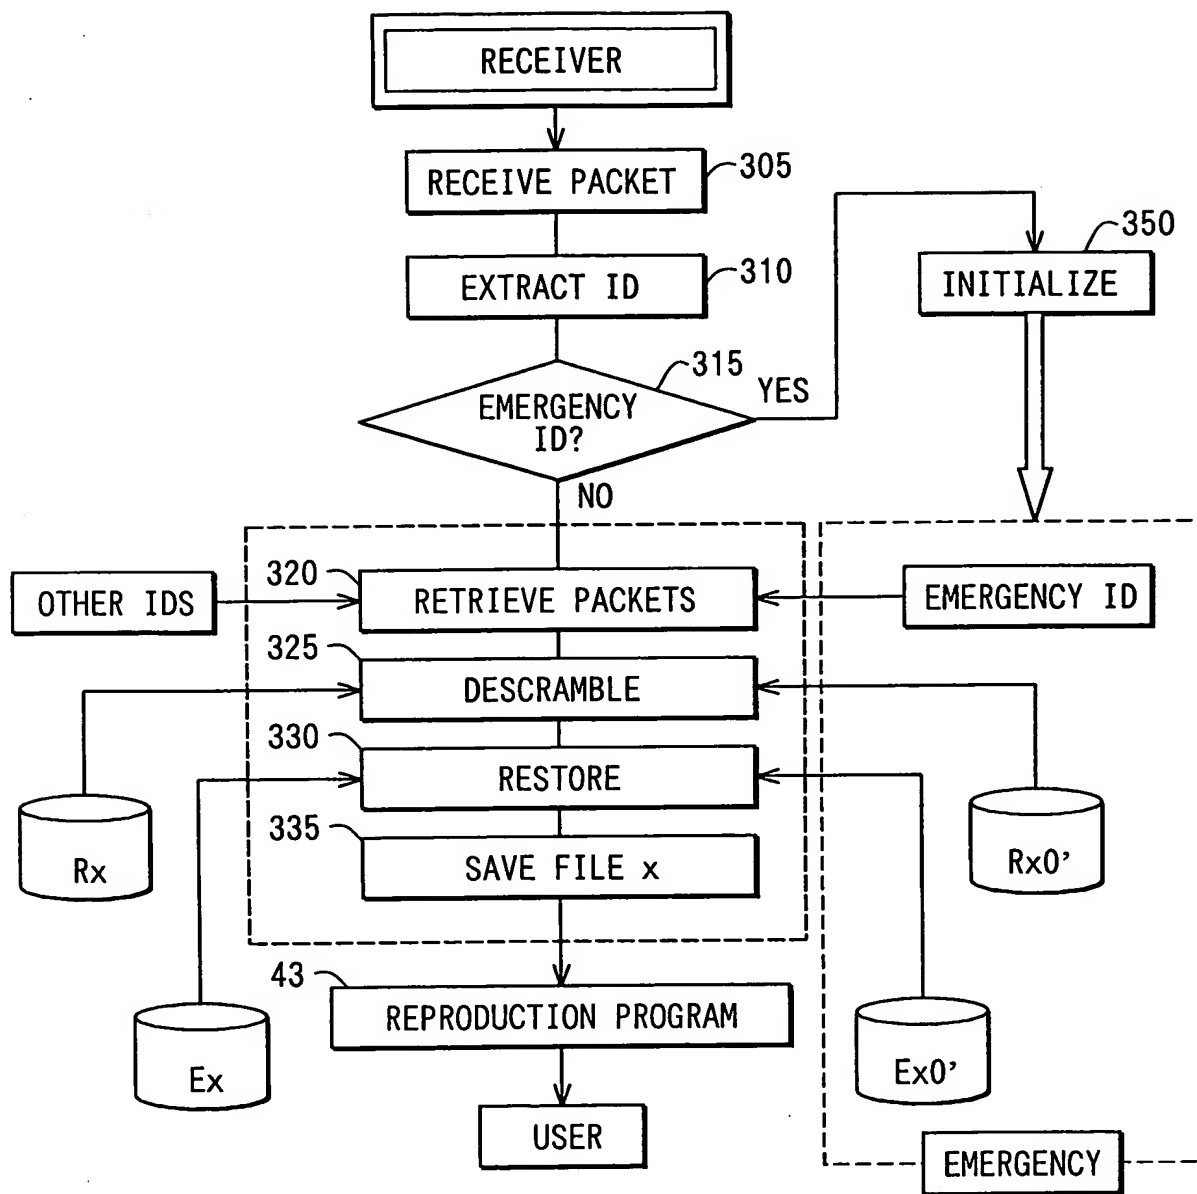 RECEIVER
RECEIVE PACKET
305
EXTRACT ID
310
350
INITIALIZE
315
EMERGENCY
ID?
YES
NO
320
OTHER IDS
RETRIEVE PACKETS
EMERGENCY ID
325
DESCRAMBLE
330
RESTORE
335
SAVE FILE x
Rx
Rx0'
43
REPRODUCTION PROGRAM
Ex
Ex0'
USER
EMERGENCY